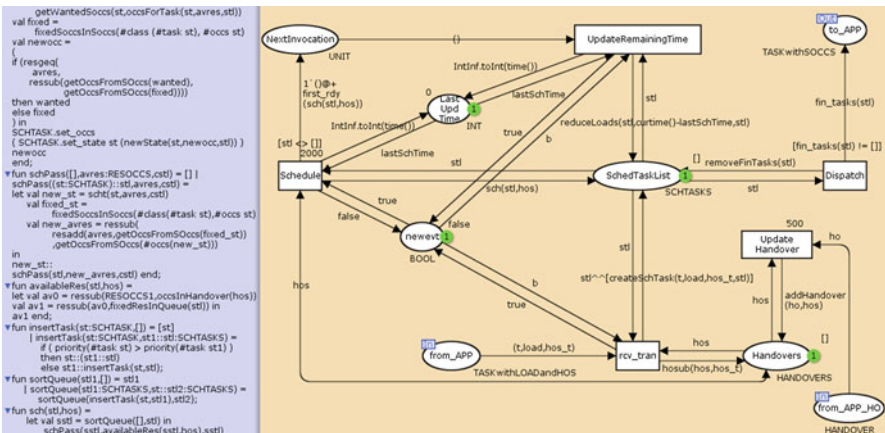 getWantedSoccs(st,occsForTask(st,avres,stl))
val fixed =
fixedSoccsInSoccs(#class (#task st), #occs st)
val newocc =
{
if (resgeq(
avres,
ressub(getOccsFromSOccs(wanted),
getOccsFromSOccs(fixed))))
then wanted
else fixed
) in
SCHTASK.set_occs
( SCHTASK.set_state st (newState(st,newocc,stl)) )
newocc
end;
fun schPass([],avres:RESOCCS,cstl) = [] |
schPass((st:SCHTASK)::stl,avres,cstl) =
let val new_st = scht(st,avres,cstl)
val fixed_st =
fixedSoccsInSoccs(#class(#task st),#occs st)
val new_avres = ressub(
resadd(avres,getOccsFromSOccs(fixed_st))
,getOccsFromSOccs(#occs(new_st)))
in
new_st::
schPass(stl,new_avres,cstl) end;
fun availableRes(stl,hos)=
let val av0 = ressub(RESOCCS1,occsInHandover(hos))
val av1 = ressub(av0,fixedResInQueue(stl)) in
av1 end;
fun insertTask(st:SCHTASK,[]) = [st]
| insertTask(st:SCHTASK,st1::stl:SCHTASKS) =
if ( priority(#task st) > priority(#task st1) )
then st::(st1::stl)
else st1::insertTask(st,stl);
fun sortQueue(stl1,[]) = stl1
| sortQueue(stl1:SCHTASKS,st::stl2:SCHTASKS) =
sortQueue(insertTask(st,stl1),stl2);
fun sch(stl,hos) =
let val sstl = sortQueue([],stl) in
schPass(sstl,availableRes(sstl,hos),sstl)
NextInvocation
UNIT
()
UpdateRemainingTime
Out
to_APP
TASKwithSOCCS
1`()@+
first_rdy
(sch(stl,hos)
IntInf.toInt(time())
0
Last
Upd
Time
1
INT
lastSchTime
stl
stl
fin_tasks(stl)
true
b
reduceLoads(stl,curtime()-lastSchTime,stl)
IntInf.toInt(time())
[stl <> []]
2000
Schedule
lastSchTime
[fin_tasks(stl) != []]
stl
sch(stl,hos)
SchedTaskList
1
[]
SCHTASKS
removeFinTasks(stl)
stl
Dispatch
true
false
false
newevt
1
BOOL
500
Update
Handover
ho
stl
stl^^[createSchTask(t,load,hos_t,stl)]
hos
b
true
hos
addHandover
(ho,hos)
In
from_APP
TASKwithLOADandHOS
(t,load,hos_t)
rcv_tran
hos
hosub(hos,hos_t)
Handovers
1
[]
HANDOVERS
In
from_APP_HO
HANDOVER